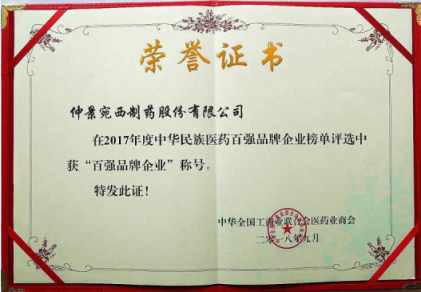 荣誉证书
仲景宛西制药股份有限公司
在2017年度中华民族医药百强品牌企业榜单评选中
获“百强品牌企业”称号。
特发此证！
中华全国工商业联合会医药业商会
二〇一八年九月